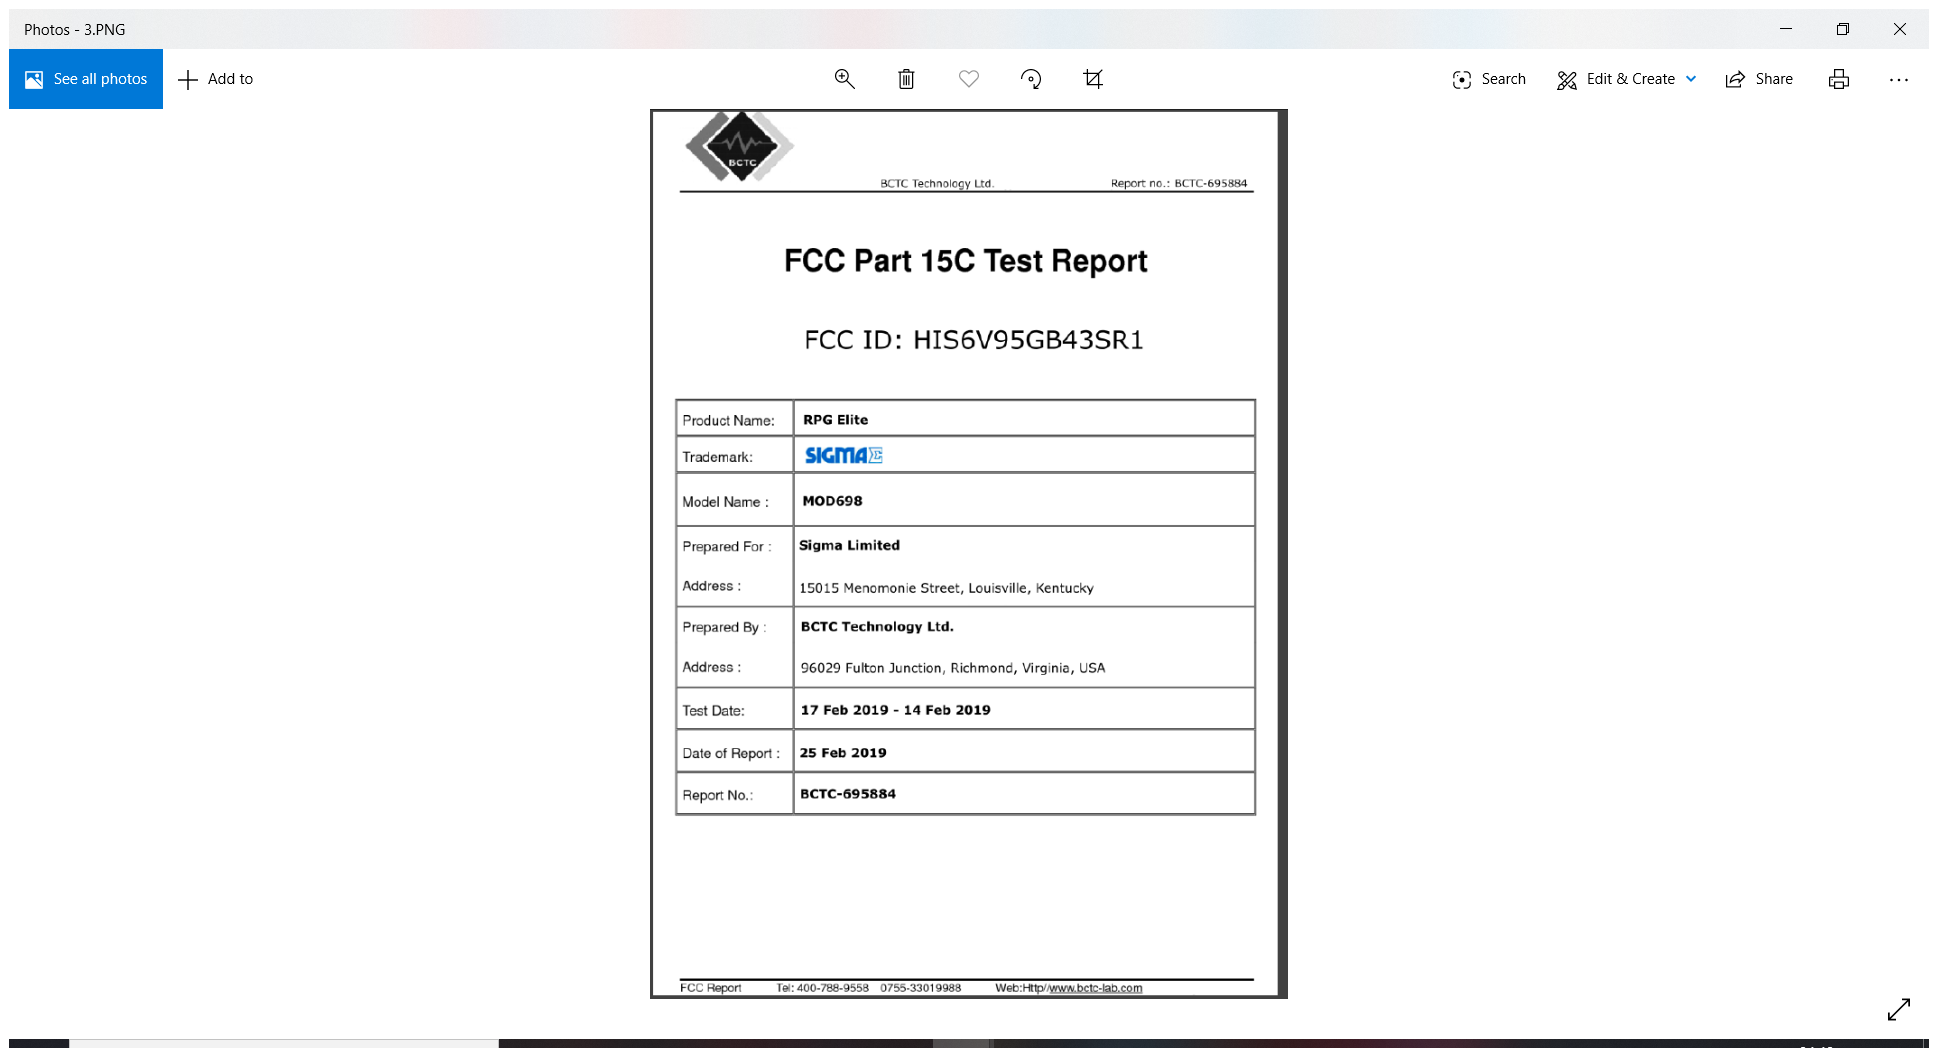 Photos - 3.PNG
See all photos
Add to
Search
Edit & Create
Share
BCTC
BCTC Technology Ltd.
Report no.: BCTC-695884
FCC Part 15C Test Report
FCC ID: HIS6V95GB43SR1
Product Name: RPG Elite
Trademark: SIGMA Σ
Model Name : MOD698
Prepared For : Sigma Limited
Address : 15015 Menomonie Street, Louisville, Kentucky
Prepared By : BCTC Technology Ltd.
Address : 96029 Fulton Junction, Richmond, Virginia, USA
Test Date: 17 Feb 2019 - 14 Feb 2019
Date of Report : 25 Feb 2019
Report No.: BCTC-695884
FCC Report Tel: 400-788-9558 0755-33019988 Web:Http//www.bctc-lab.com